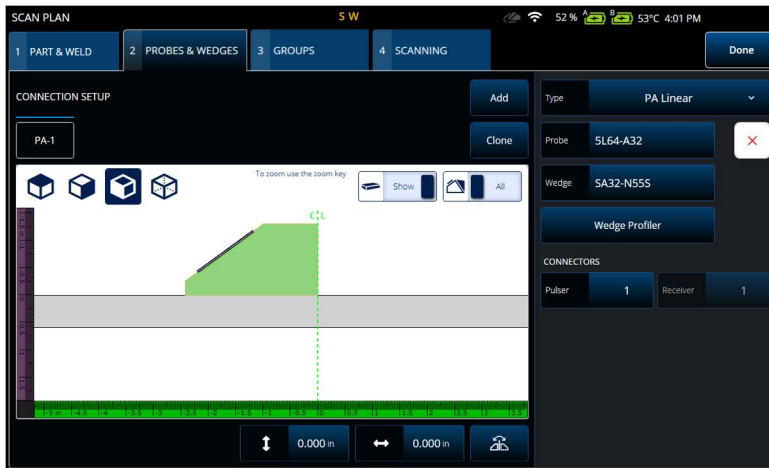 SCAN PLAN
S W
52 % A B 53°C 4:01 PM
1 PART & WELD
2 PROBES & WEDGES
3 GROUPS
4 SCANNING
Done
CONNECTION SETUP
Add
PA-1
Clone
To zoom use the zoom key
Show
All
C L
-5 in -4.5 -4 -3.5 -3 -2.5 -2 -1.5 -1 -0.5 0 0.5 1 1.5 2 2.5 3 3.5
0.000 in
0.000 in
Type PA Linear
Probe 5L64-A32
Wedge SA32-N55S
Wedge Profiler
CONNECTORS
Pulser 1
Receiver 1